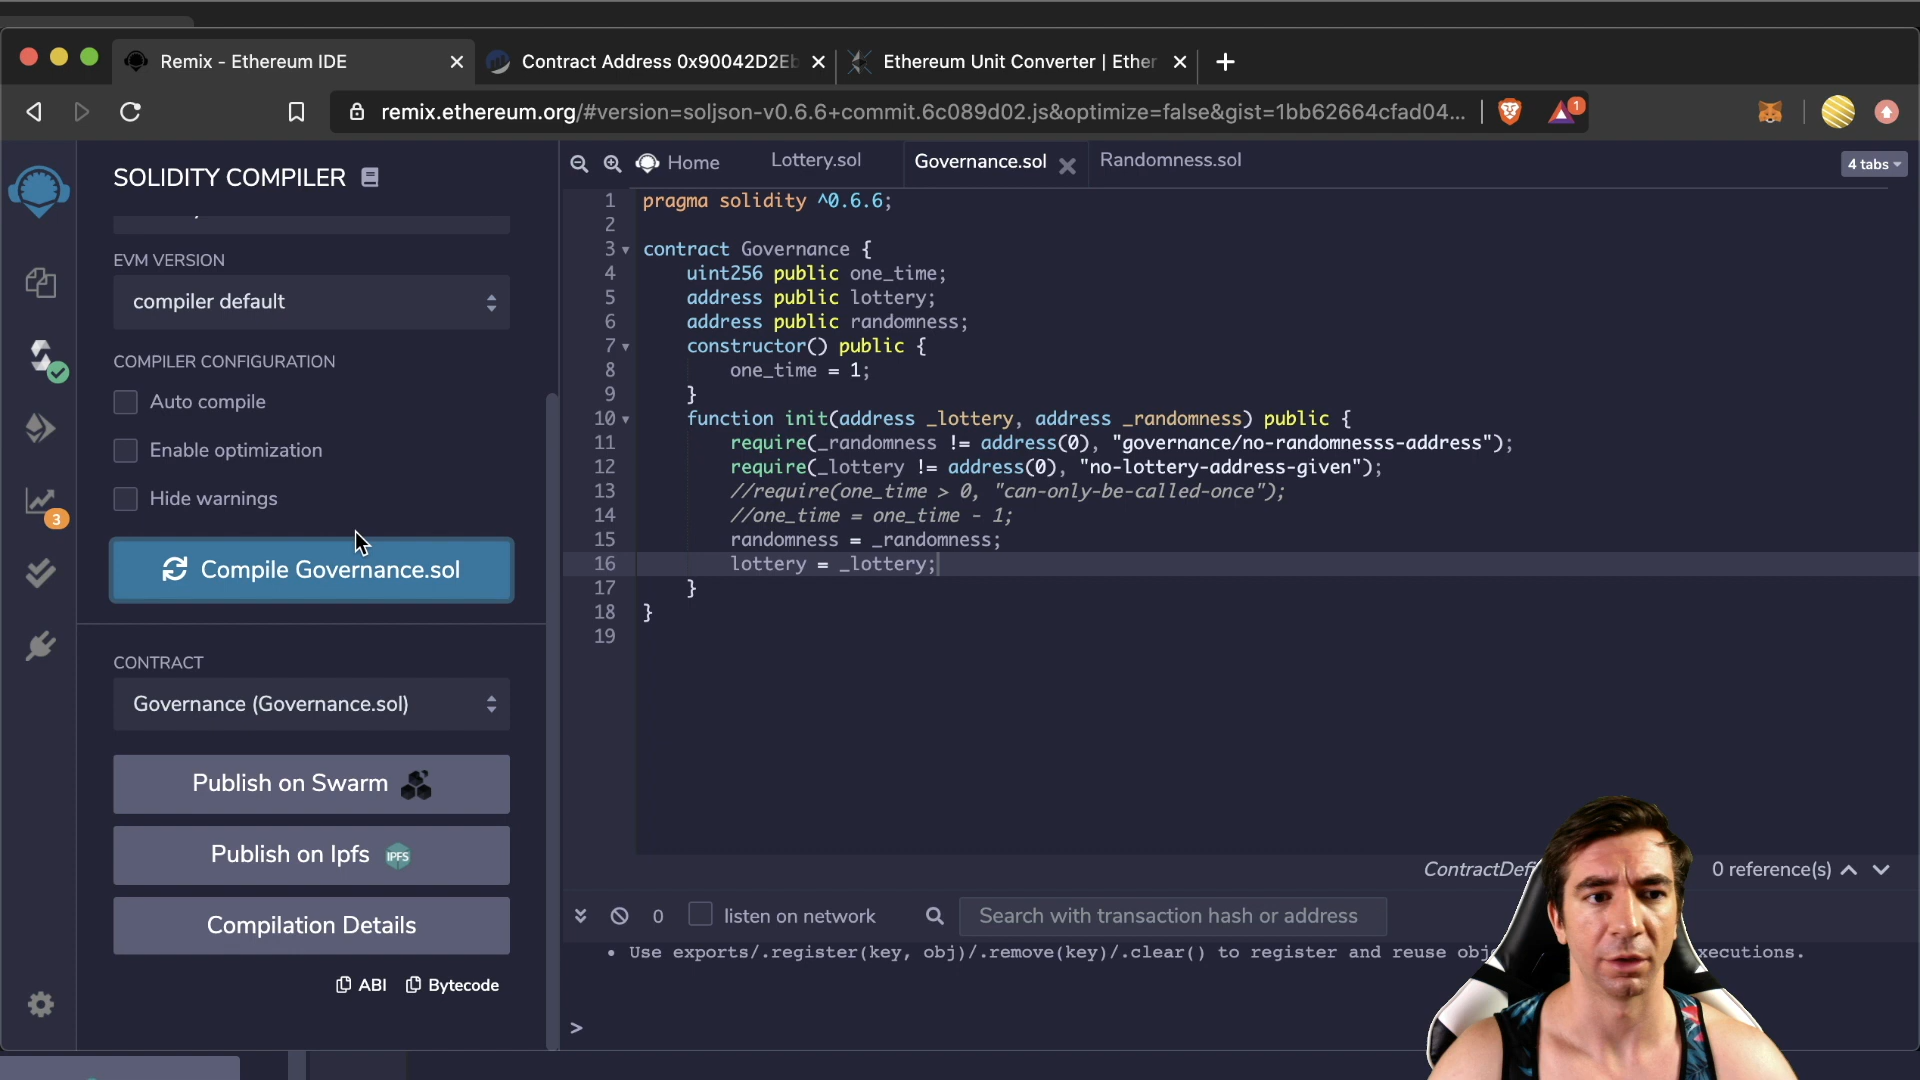 Remix - Ethereum IDE
Contract Address 0x90042D2Eb
Ethereum Unit Converter | Ether
remix.ethereum.org/#version=soljson-v0.6.6+commit.6c089d02.js&optimize=false&gist=1bb62664cfad04...
1
SOLIDITY COMPILER
Home
Lottery.sol
Governance.sol
Randomness.sol
4 tabs
EVM VERSION
compiler default
COMPILER CONFIGURATION
Auto compile
Enable optimization
Hide warnings
3
Compile Governance.sol
CONTRACT
Governance (Governance.sol)
Publish on Swarm
Publish on Ipfs
IPFS
Compilation Details
ABI
Bytecode
1 pragma solidity ^0.6.6;
2
3 contract Governance {
4 uint256 public one_time;
5 address public lottery;
6 address public randomness;
7 constructor() public {
8 one_time = 1;
9 }
10 function init(address _lottery, address _randomness) public {
11 require(_randomness != address(0), "governance/no-randomnesss-address");
12 require(_lottery != address(0), "no-lottery-address-given");
13 //require(one_time > 0, "can-only-be-called-once");
14 //one_time = one_time - 1;
15 randomness = _randomness;
16 lottery = _lottery;
17 }
18 }
19
ContractDefi
0 reference(s)
0
listen on network
Search with transaction hash or address
• Use exports/.register(key, obj)/.remove(key)/.clear() to register and reuse obj xecutions.
>